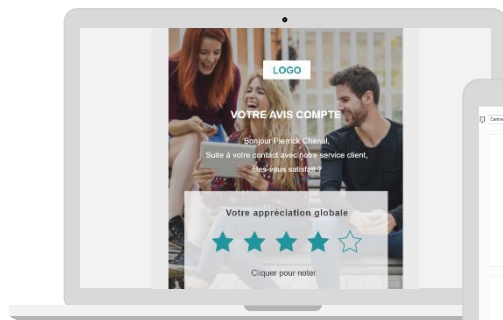 LOGO
VOTRE AVIS COMPTE
Bonjour Pierrick Chenal,
Suite à votre contact avec notre service client,
êtes-vous satisfait ?
Votre appréciation globale
Cliquer pour noter